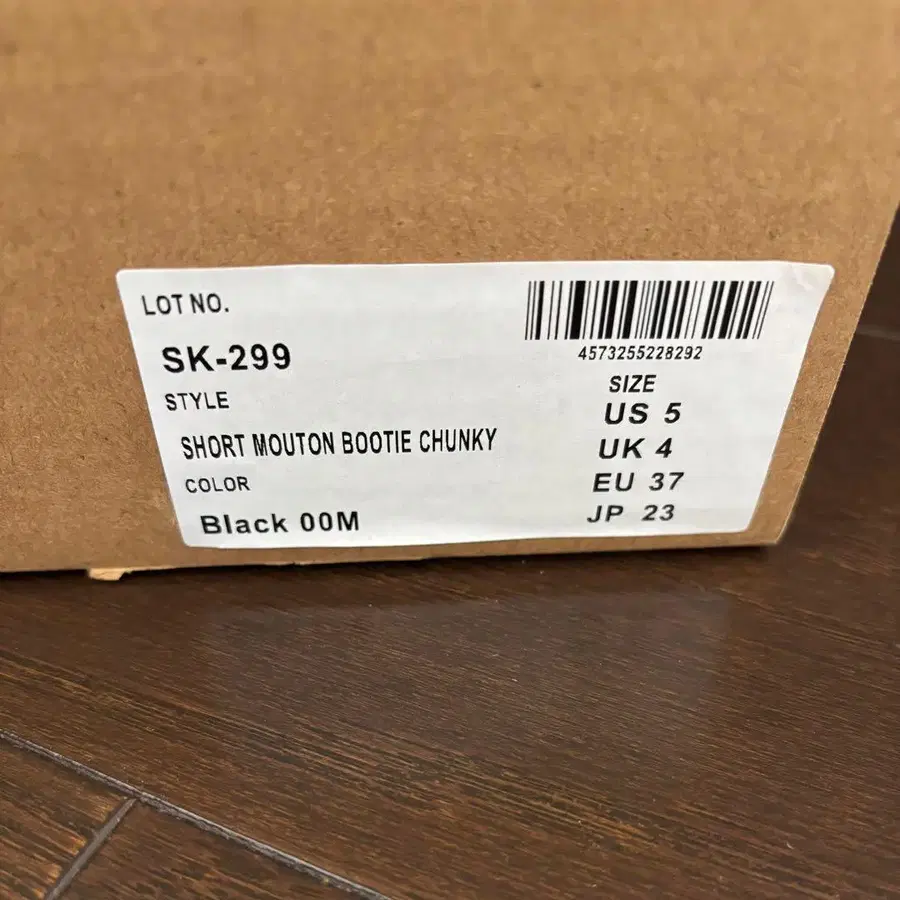 LOT NO.
SK-299
STYLE
SHORT MOUTON BOOTIE CHUNKY
COLOR
Black 00M
4573255228292
SIZE
US 5
UK 4
EU 37
JP 23